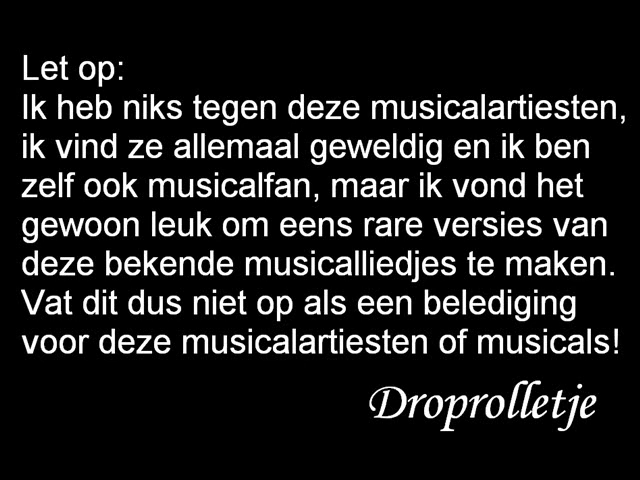 Let op:
Ik heb niks tegen deze musicalartiesten,
ik vind ze allemaal geweldig en ik ben
zelf ook musicalfan, maar ik vond het
gewoon leuk om eens rare versies van
deze bekende musicalliedjes te maken.
Vat dit dus niet op als een belediging
voor deze musicalartiesten of musicals!
Droprolletje